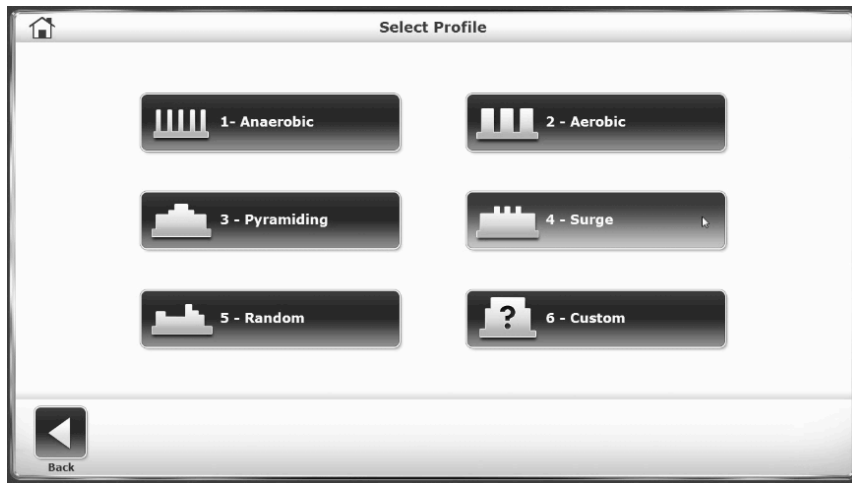 Select Profile
1- Anaerobic
2 - Aerobic
3 - Pyramiding
4 - Surge
5 - Random
?
6 - Custom
Back